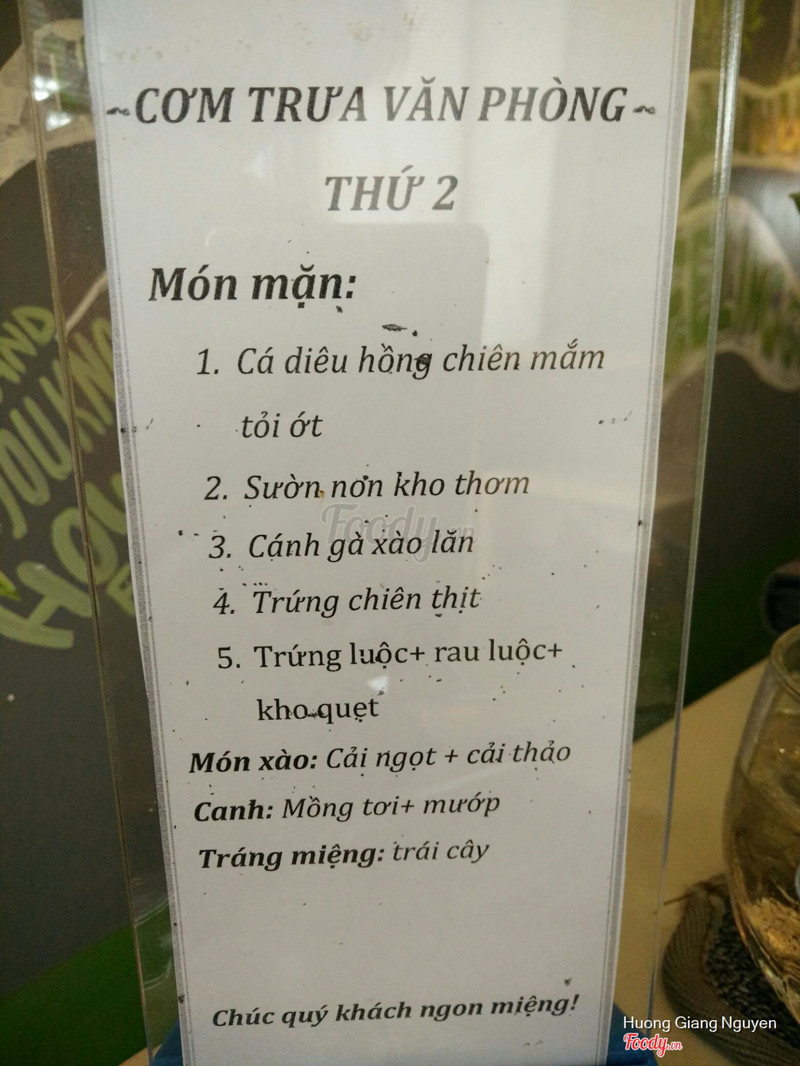 ~CƠM TRƯA VĂN PHÒNG~
THỨ 2
Món mặn:
1. Cá diêu hồng chiên mắm
tỏi ớt
2. Sườn non kho thơm
3. Cánh gà xào lăn
4. Trứng chiên thịt
5. Trứng luộc+ rau luộc+
kho quẹt
Món xào: Cải ngọt + cải thảo
Canh: Mồng tơi+ mướp
Tráng miệng: trái cây
Chúc quý khách ngon miệng!
Foody.vn
Huong Giang Nguyen
Foody.vn